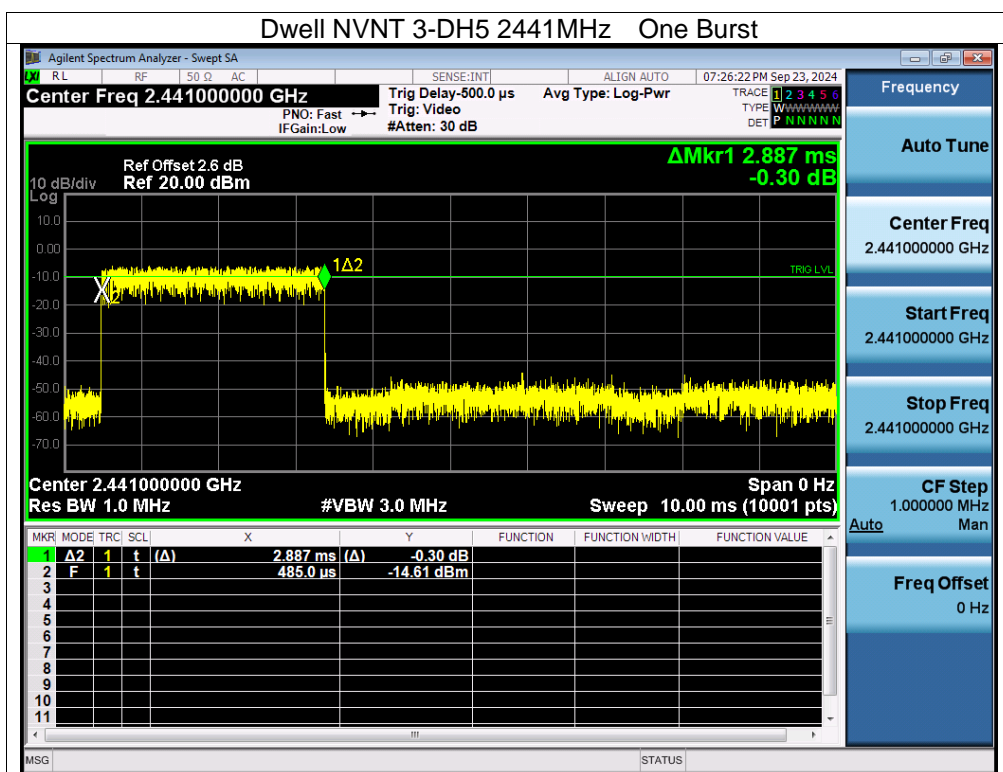 Dwell NVNT 3-DH5 2441MHz One Burst
Agilent Spectrum Analyzer - Swept SA
LXI RL RF 50 Ω AC SENSE:INT ALIGN AUTO 07:26:22 PM Sep 23, 2024
Center Freq 2.441000000 GHz
PNO: Fast
IFGain:Low
Trig Delay-500.0 µs
Trig: Video
#Atten: 30 dB
Avg Type: Log-Pwr
TRACE 1 2 3 4 5 6
TYPE WWWWWW
DET P N N N N N
ΔMkr1 2.887 ms
-0.30 dB
Ref Offset 2.6 dB
10 dB/div Ref 20.00 dBm
Log
10.0
0.00
-10.0
-20.0
-30.0
-40.0
-50.0
-60.0
-70.0
1Δ2
TRIG LVL
2
Center 2.441000000 GHz Span 0 Hz
Res BW 1.0 MHz #VBW 3.0 MHz Sweep 10.00 ms (10001 pts)
MKR MODE TRC SCL X Y FUNCTION FUNCTION WIDTH FUNCTION VALUE
1 Δ2 1 t (Δ) 2.887 ms (Δ) -0.30 dB
2 F 1 t 485.0 µs -14.61 dBm
3
4
5
6
7
8
9
10
11
MSG STATUS
Frequency
Auto Tune
Center Freq
2.441000000 GHz
Start Freq
2.441000000 GHz
Stop Freq
2.441000000 GHz
CF Step
1.000000 MHz
Auto Man
Freq Offset
0 Hz